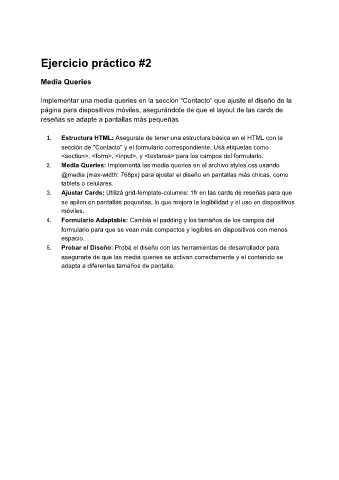 Ejercicio práctico #2
Media Queries
Implementar una media queries en la sección "Contacto" que ajuste el diseño de la
página para dispositivos móviles, asegurándote de que el layout de las cards de
reseñas se adapte a pantallas más pequeñas
1. Estructura HTML: Asegurate de tener una estructura básica en el HTML con la
sección de "Contacto" y el formulario correspondiente. Usá etiquetas como
<section>, <form>, <input>, y <textarea> para los campos del formulario.
2. Media Queries: Implementá las media queries en el archivo styles.css usando
@media (max-width: 768px) para ajustar el diseño en pantallas más chicas, como
tablets o celulares.
3. Ajustar Cards: Utilizá grid-template-columns: 1fr en las cards de reseñas para que
se apilen en pantallas pequeñas, lo que mejora la legibilidad y el uso en dispositivos
móviles.
4. Formulario Adaptable: Cambiá el padding y los tamaños de los campos del
formulario para que se vean más compactos y legibles en dispositivos con menos
espacio.
5. Probar el Diseño: Probá el diseño con las herramientas de desarrollador para
asegurarte de que las media queries se activan correctamente y el contenido se
adapta a diferentes tamaños de pantalla.